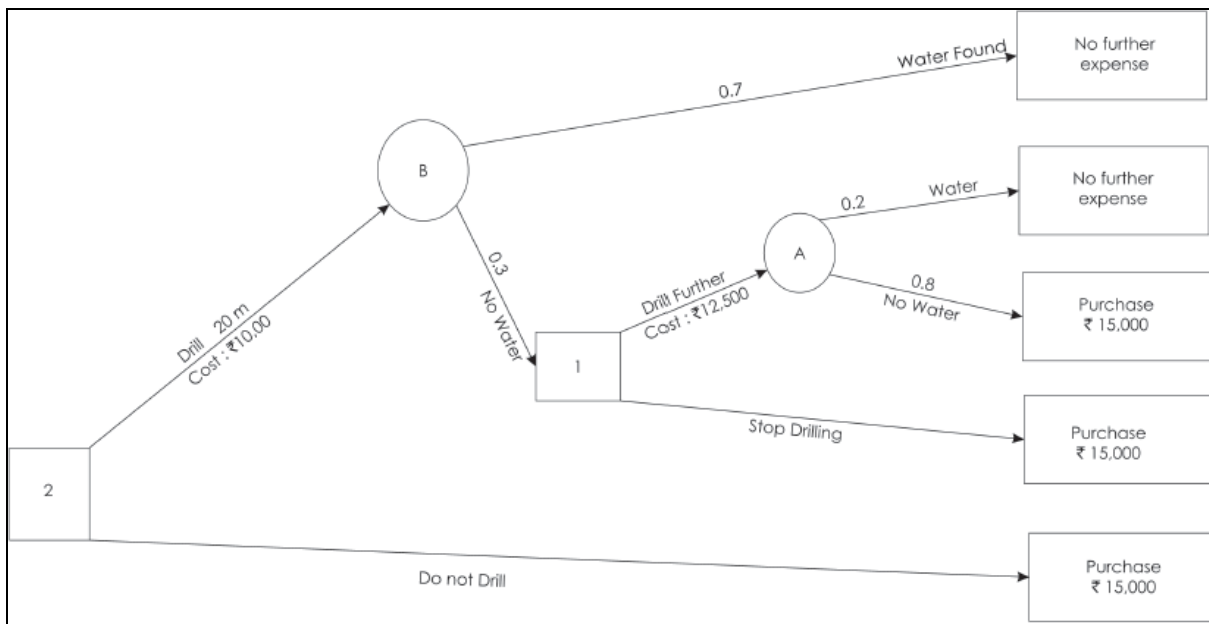 No further
expense
Water Found
0.7
B
No further
expense
Water
0.2
A
0.3
No Water
Drill Further
Cost : ₹12,500
0.8
No Water
Purchase
₹ 15,000
Drill 20 m
Cost : ₹10,00
1
Stop Drilling
Purchase
₹ 15,000
2
Do not Drill
Purchase
₹ 15,000